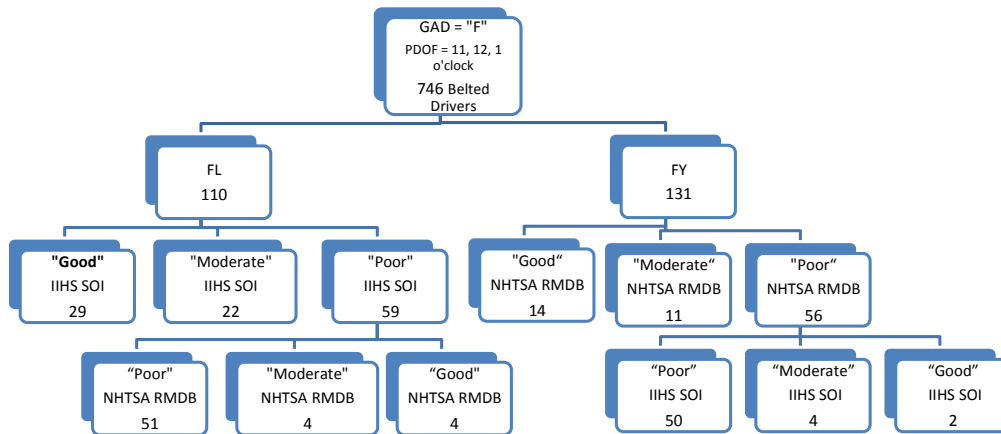 GAD = "F"
PDOF = 11, 12, 1
o'clock
746 Belted
Drivers
FL
110
FY
131
"Good"
IIHS SOI
29
"Moderate"
IIHS SOI
22
"Poor"
IIHS SOI
59
"Good“
NHTSA RMDB
14
"Moderate“
NHTSA RMDB
11
"Poor“
NHTSA RMDB
56
“Poor"
NHTSA RMDB
51
"Moderate"
NHTSA RMDB
4
“Good"
NHTSA RMDB
4
“Poor”
IIHS SOI
50
“Moderate”
IIHS SOI
4
“Good”
IIHS SOI
2